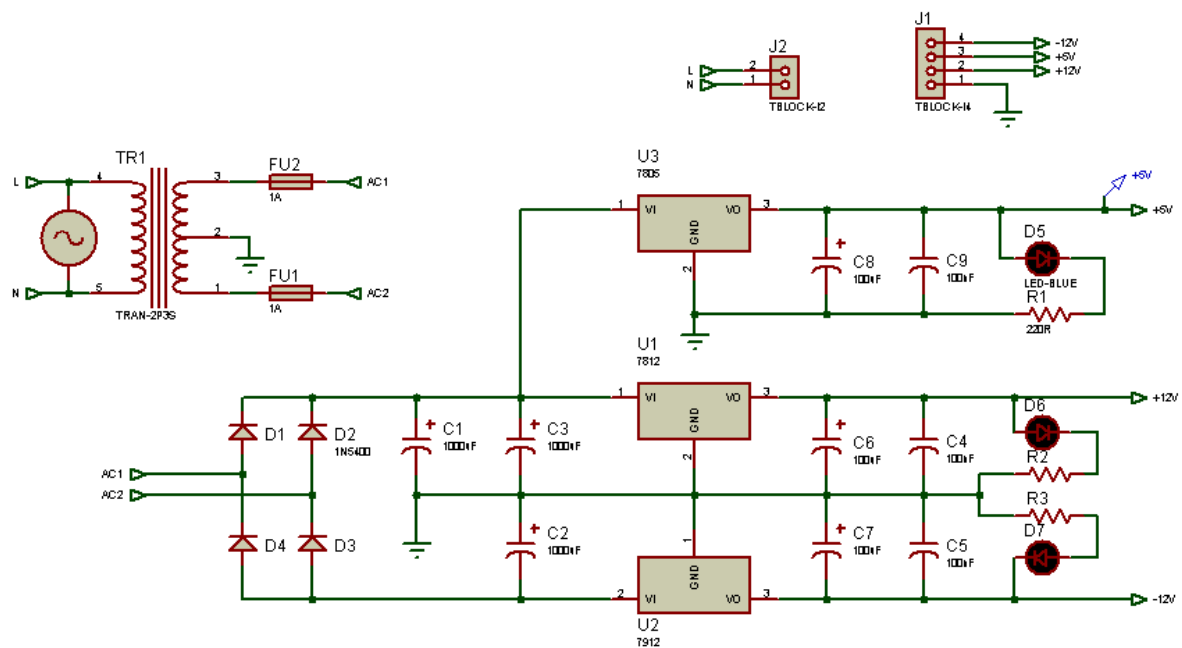 J2
L 2
N 1
TBLOCK-I2
J1
4 -12V
3 +5V
2 +12V
1
TBLOCK-I4
TR1
L 4
N 5
TRAN-2P3S
3 FU2 AC1
1A
2
1 FU1 AC2
1A
U3
7805
1 VI VO 3
GND
2
+5V
+5V
+
C8
100uF
C9
100nF
D5
LED-BLUE
R1
220R
U1
7812
1 VI VO 3
GND
2
+12V
D1
D2
1N5400
+
C1
1000uF
+
C3
1000uF
+
C6
100uF
C4
100nF
D6
R2
AC1
AC2
D4
D3
+
C2
1000uF
1
GND
2 VI VO 3
U2
7912
+
C7
100uF
C5
100nF
R3
D7
-12V